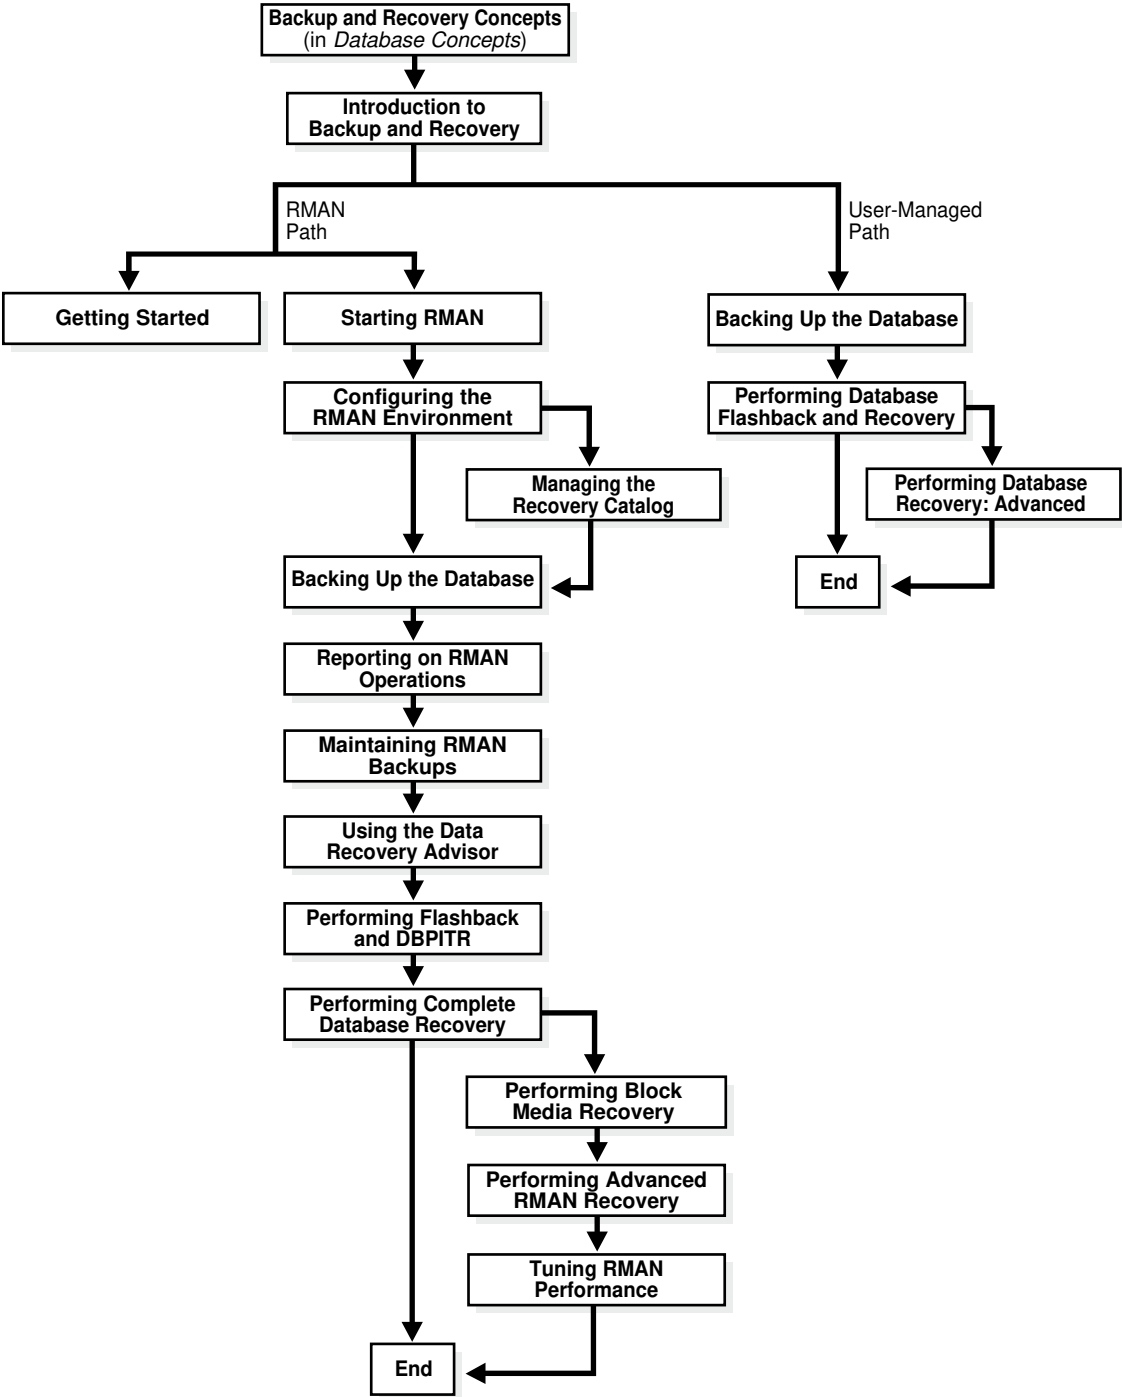 Backup and Recovery Concepts
(in Database Concepts)
Introduction to
Backup and Recovery
RMAN
Path
User-Managed
Path
Getting Started
Starting RMAN
Backing Up the Database
Configuring the
RMAN Environment
Performing Database
Flashback and Recovery
Managing the
Recovery Catalog
Performing Database
Recovery: Advanced
Backing Up the Database
End
Reporting on RMAN
Operations
Maintaining RMAN
Backups
Using the Data
Recovery Advisor
Performing Flashback
and DBPITR
Performing Complete
Database Recovery
Performing Block
Media Recovery
Performing Advanced
RMAN Recovery
Tuning RMAN
Performance
End